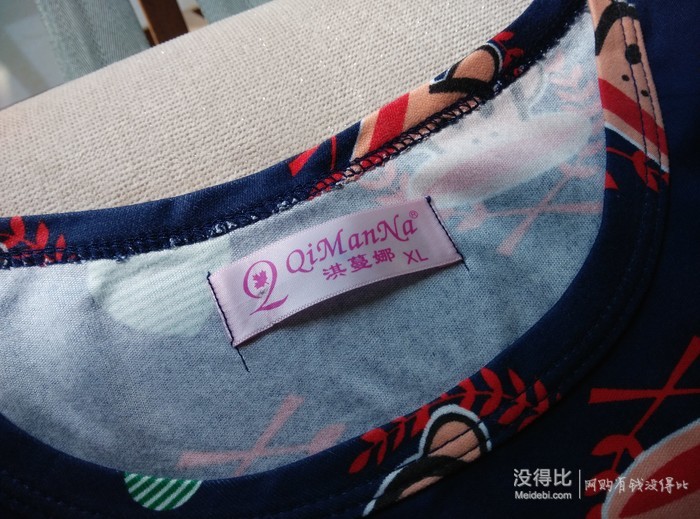 QiManNa®
淇蔓娜 XL
没得比
Meidebi.com
网购有钱没得比